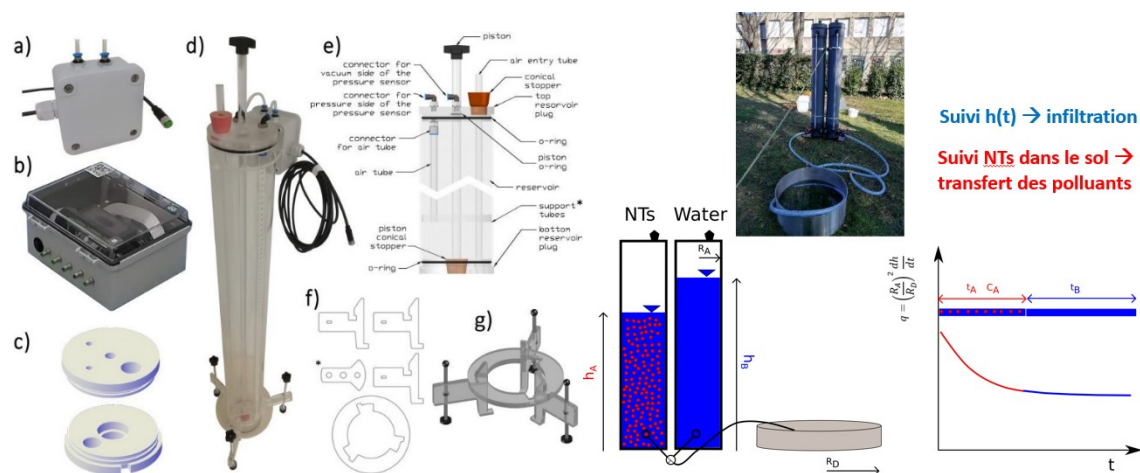 a)
b)
c)
d)
e)
piston
connector for
vacuum side of the
pressure sensor
connector for
pressure side of the
pressure sensor
connector
for air tube
air tube
piston
conical
stopper
o-ring
air entry tube
conical
stopper
top
reservoir
plug
o-ring
piston
o-ring
reservoir
support*
tubes
bottom
reservoir
plug
f)
*
g)
Suivi h(t) → infiltration
Suivi NTs dans le sol →
transfert des polluants
NTs
Water
R_A
h_A
h_B
R_D
q = (R_A/R_D)² dh/dt
t_A C_A
t_B
t